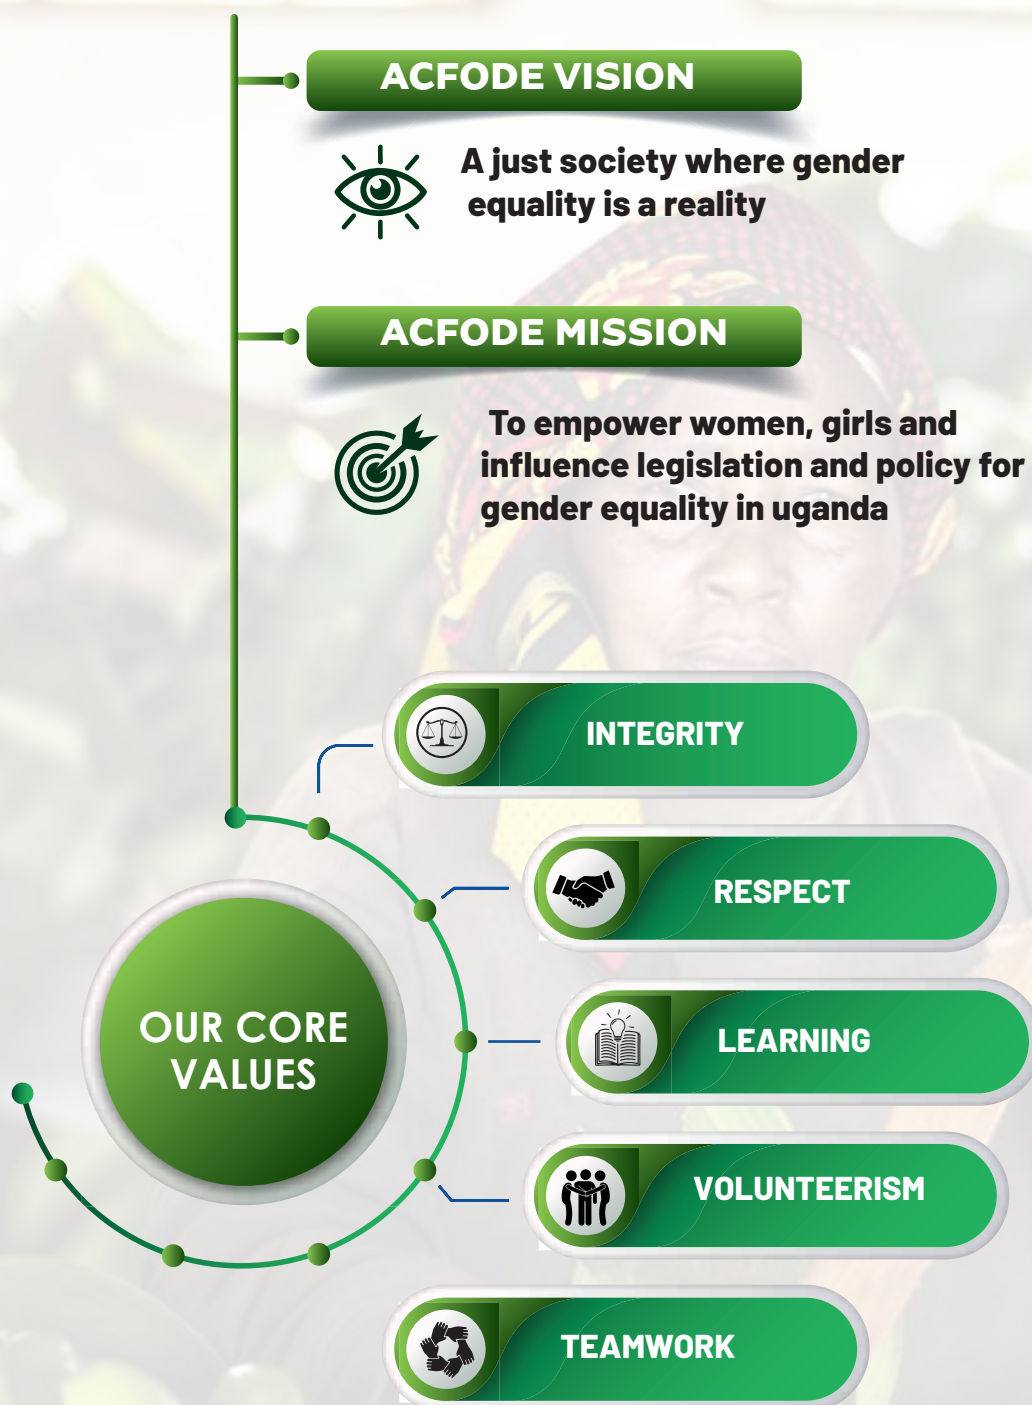 ACFODE VISION
A just society where gender
equality is a reality
ACFODE MISSION
To empower women, girls and
influence legislation and policy for
gender equality in uganda
INTEGRITY
RESPECT
OUR CORE
VALUES
LEARNING
VOLUNTEERISM
TEAMWORK